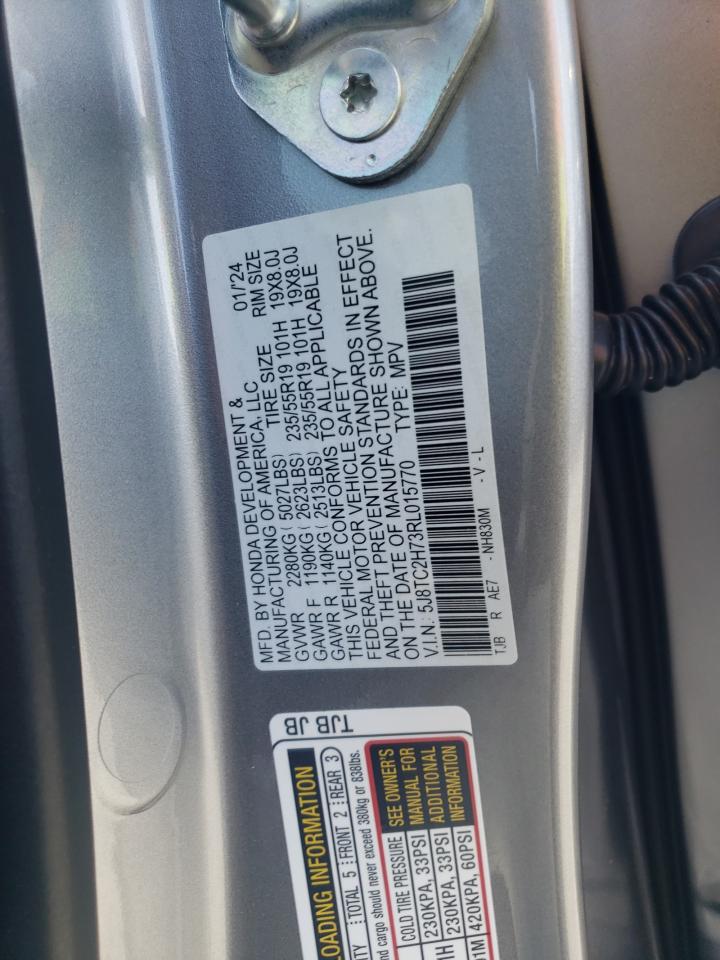 MFD. BY HONDA DEVELOPMENT &
MANUFACTURING OF AMERICA, LLC 01/'24
TIRE SIZE RIM SIZE
GVWR 2280KG ( 5027LBS)
GAWR F 1190KG ( 2623LBS) 235/55R19 101H 19X8.0J
GAWR R 1140KG ( 2513LBS) 235/55R19 101H 19X8.0J
THIS VEHICLE CONFORMS TO ALL APPLICABLE
FEDERAL MOTOR VEHICLE SAFETY
AND THEFT PREVENTION STANDARDS IN EFFECT
ON THE DATE OF MANUFACTURE SHOWN ABOVE.
V.I.N: 5J8TC2H73RL015770 TYPE: MPV
TJB R AE7 - NH830M - V - L
TJB JB
LOADING INFORMATION
TOTAL 5 FRONT 2 REAR 3
nd cargo should never exceed 380kg or 838lbs.
COLD TIRE PRESSURE
230KPA, 33PSI
230KPA, 33PSI
420KPA, 60PSI
SEE OWNER'S
MANUAL FOR
ADDITIONAL
INFORMATION